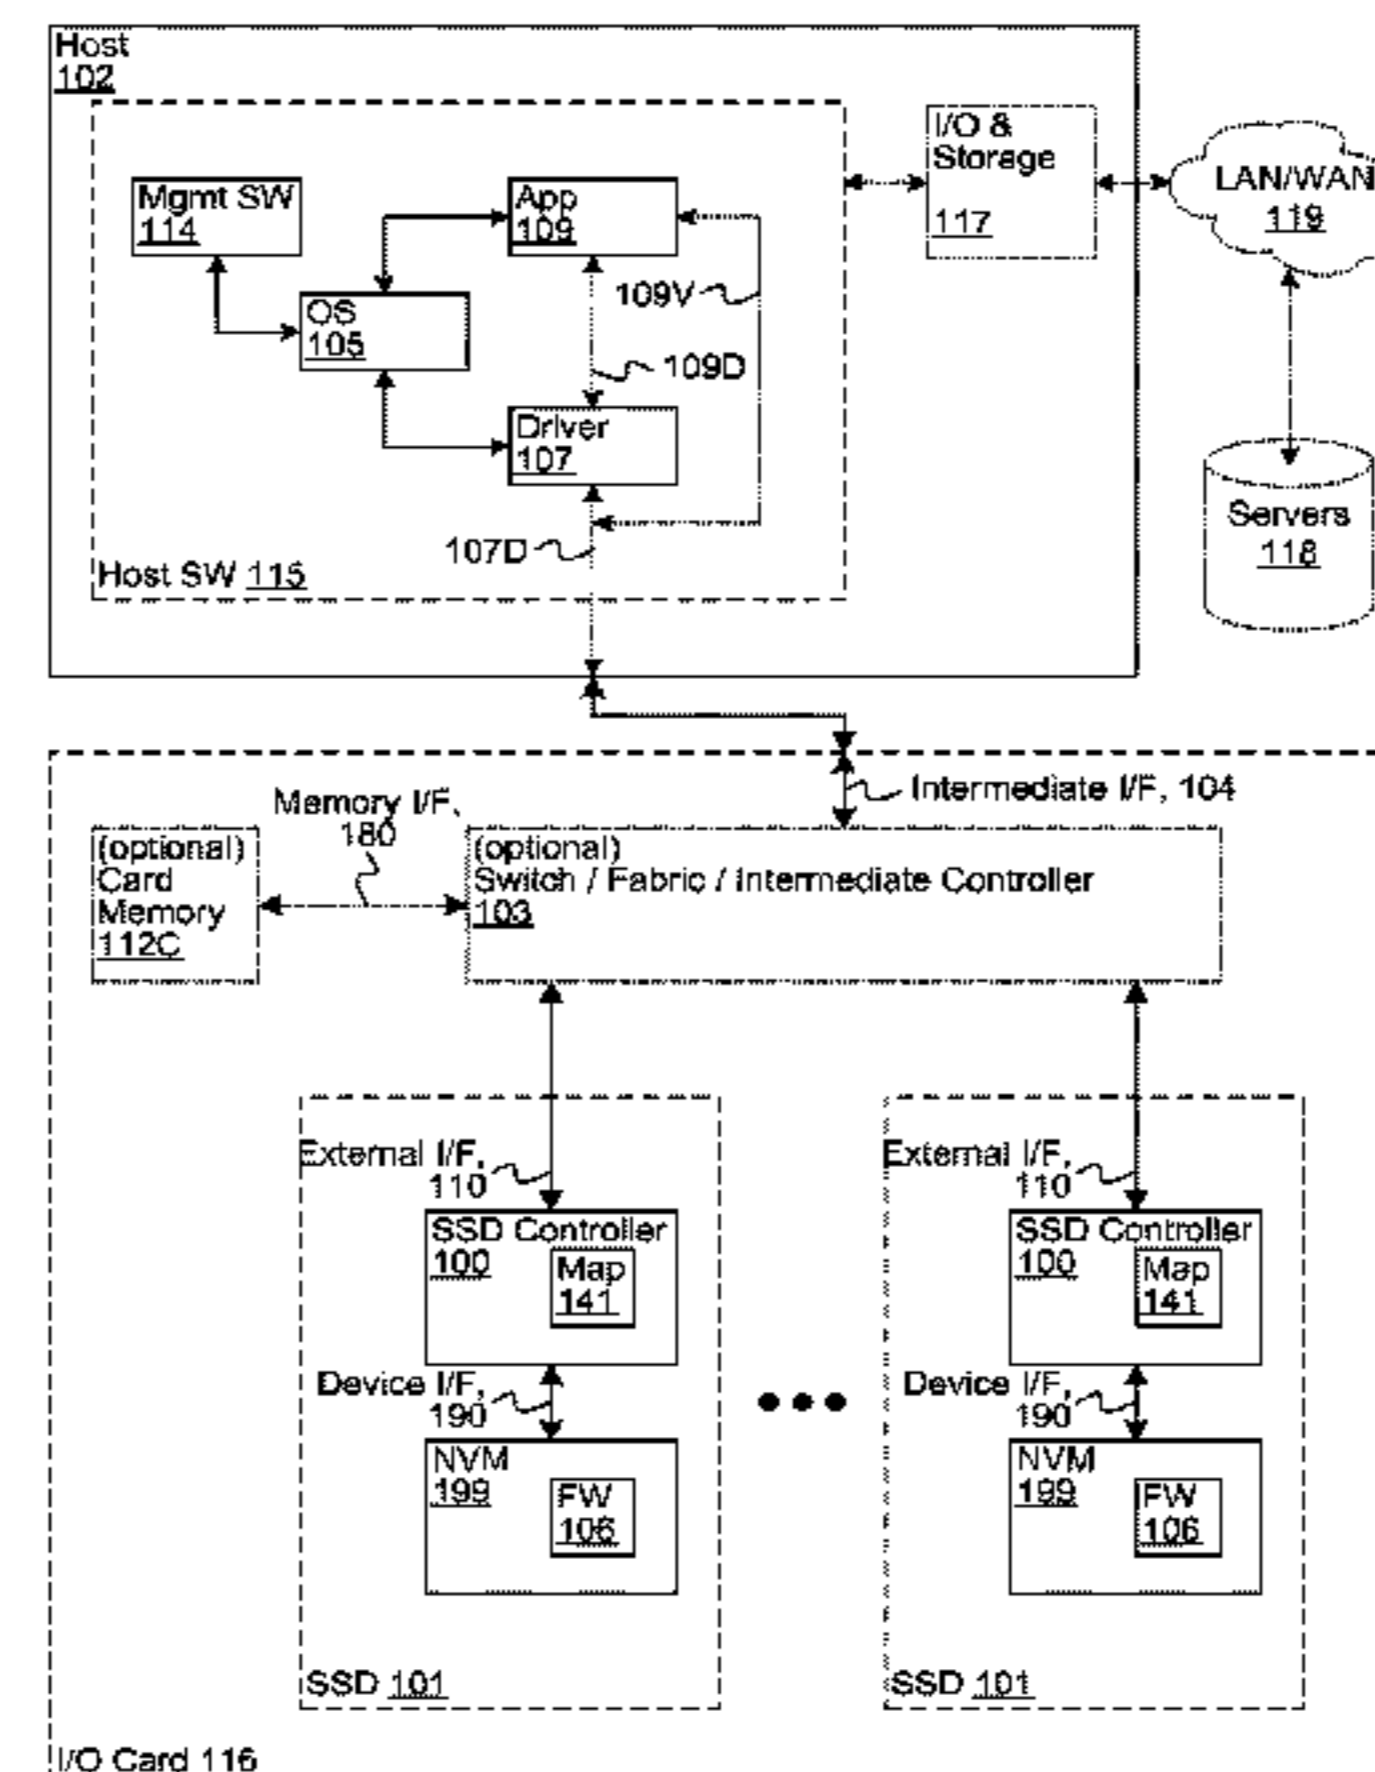 Host
102
Mgmt SW
114
App
109
I/O &
Storage
117
LAN/WAN
119
109V
OS
105
109D
Driver
107
Servers
118
107D
Host SW 115
Intermediate I/F, 104
Memory I/F,
180
(optional)
Card
Memory
112C
(optional)
Switch / Fabric / Intermediate Controller
103
External I/F,
110
SSD Controller
100
Map
141
Device I/F,
190
NVM
199
FW
106
SSD 101
External I/F,
110
SSD Controller
100
Map
141
Device I/F,
190
NVM
199
FW
106
SSD 101
I/O Card 116